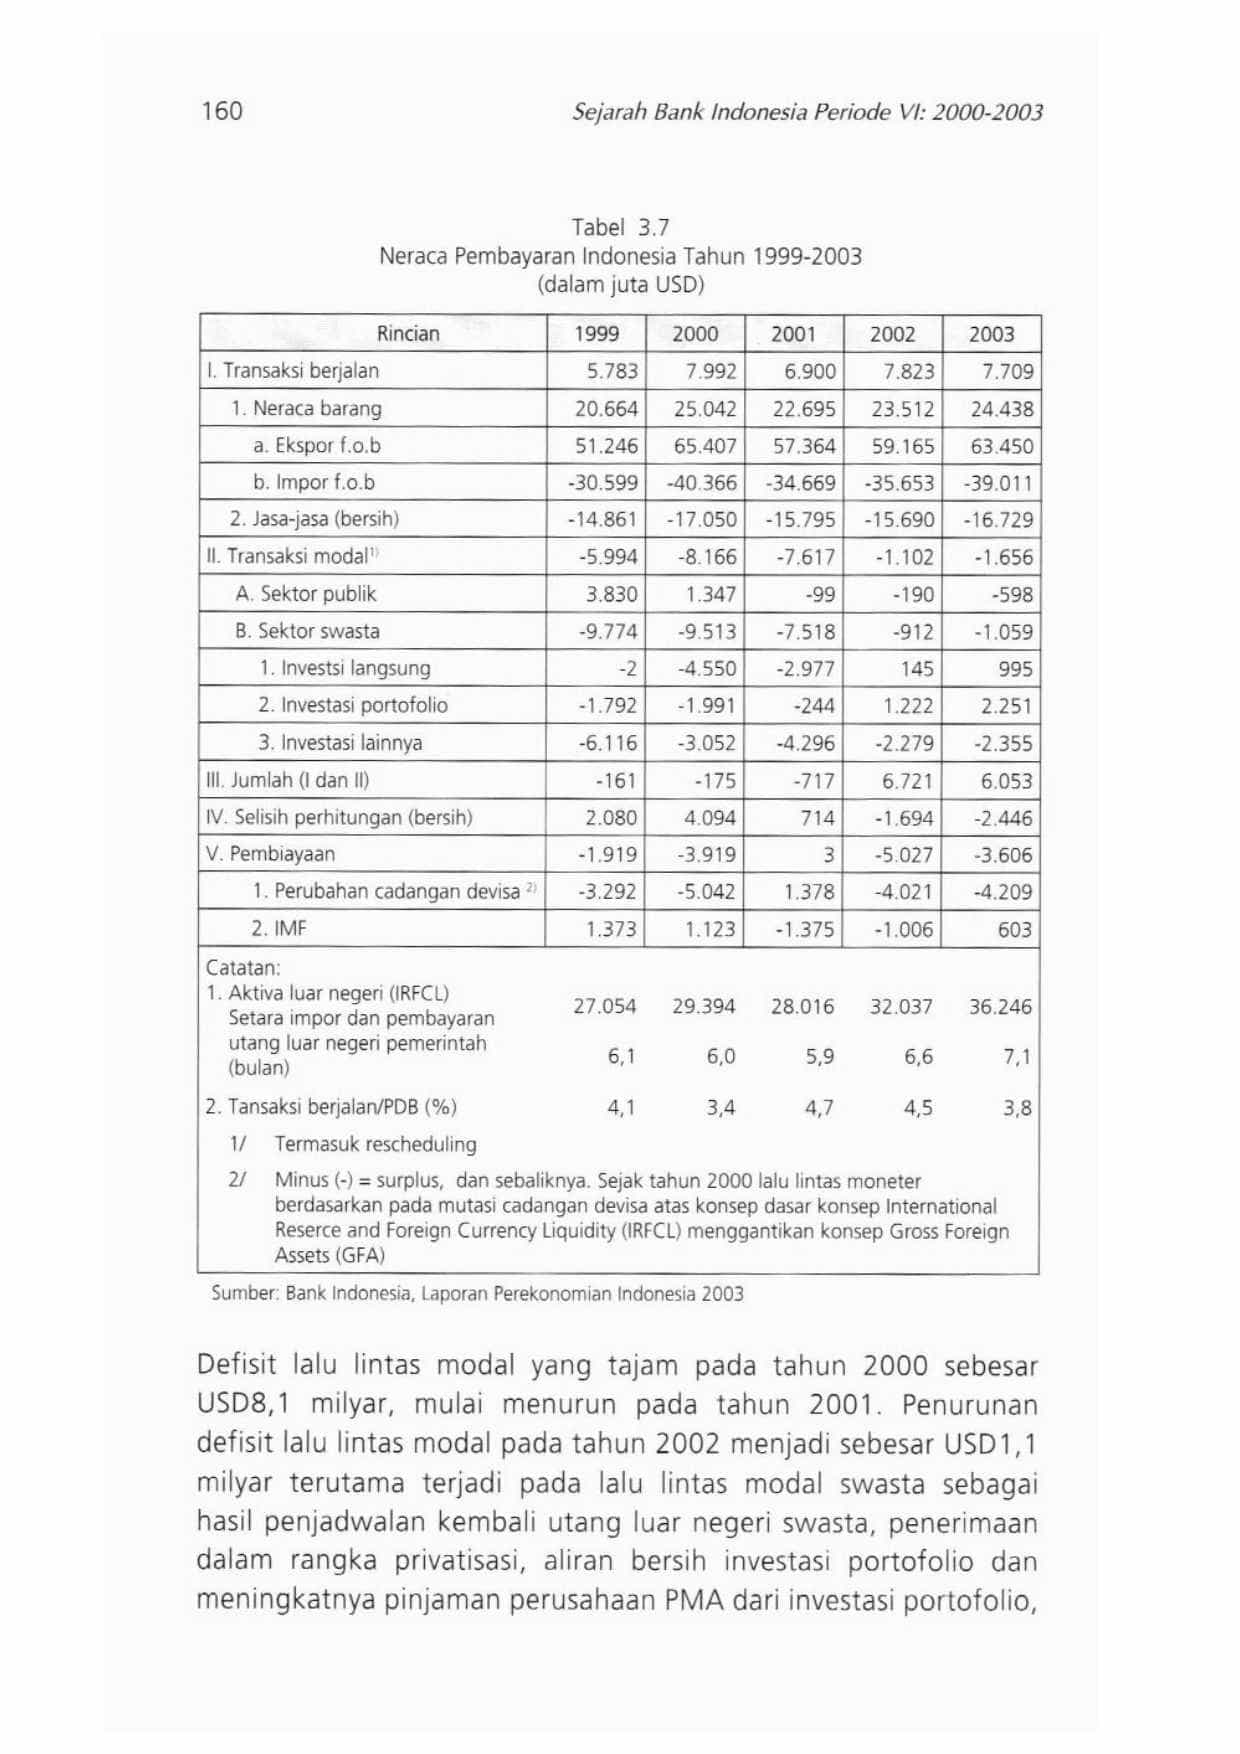 160 Sejarah Bank Indonesia Periode VI: 2000-2003
Tabel 3.7
Neraca Pembayaran Indonesia Tahun 1999-2003
(dalam juta USD)
Rincian 1999 2000 2001 2002 2003
I. Transaksi berjalan 5.783 7.992 6.900 7.823 7.709
1. Neraca barang 20.664 25.042 22.695 23.512 24.438
a. Ekspor f.o.b 51.246 65.407 57.364 59.165 63.450
b. Impor f.o.b -30.599 -40.366 -34.669 -35.653 -39.011
2. Jasa-jasa (bersih) -14.861 -17.050 -15.795 -15.690 -16.729
II. Transaksi modal1) -5.994 -8.166 -7.617 -1.102 -1.656
A. Sektor publik 3.830 1.347 -99 -190 -598
B. Sektor swasta -9.774 -9.513 -7.518 -912 -1.059
1. Investsi langsung -2 -4.550 -2.977 145 995
2. Investasi portofolio -1.792 -1.991 -244 1.222 2.251
3. Investasi lainnya -6.116 -3.052 -4.296 -2.279 -2.355
III. Jumlah (I dan II) -161 -175 -717 6.721 6.053
IV. Selisih perhitungan (bersih) 2.080 4.094 714 -1.694 -2.446
V. Pembiayaan -1.919 -3.919 3 -5.027 -3.606
1. Perubahan cadangan devisa 2) -3.292 -5.042 1.378 -4.021 -4.209
2. IMF 1.373 1.123 -1.375 -1.006 603
Catatan:
1. Aktiva luar negeri (IRFCL) 27.054 29.394 28.016 32.037 36.246
Setara impor dan pembayaran
utang luar negeri pemerintah 6,1 6,0 5,9 6,6 7,1
(bulan)
2. Tansaksi berjalan/PDB (%) 4,1 3,4 4,7 4,5 3,8
1/ Termasuk rescheduling
2/ Minus (-) = surplus, dan sebaliknya. Sejak tahun 2000 lalu lintas moneter
berdasarkan pada mutasi cadangan devisa atas konsep dasar konsep International
Reserce and Foreign Currency Liquidity (IRFCL) menggantikan konsep Gross Foreign
Assets (GFA)
Sumber: Bank Indonesia, Laporan Perekonomian Indonesia 2003
Defisit lalu lintas modal yang tajam pada tahun 2000 sebesar
USD8,1 milyar, mulai menurun pada tahun 2001. Penurunan
defisit lalu lintas modal pada tahun 2002 menjadi sebesar USD1,1
milyar terutama terjadi pada lalu lintas modal swasta sebagai
hasil penjadwalan kembali utang luar negeri swasta, penerimaan
dalam rangka privatisasi, aliran bersih investasi portofolio dan
meningkatnya pinjaman perusahaan PMA dari investasi portofolio,